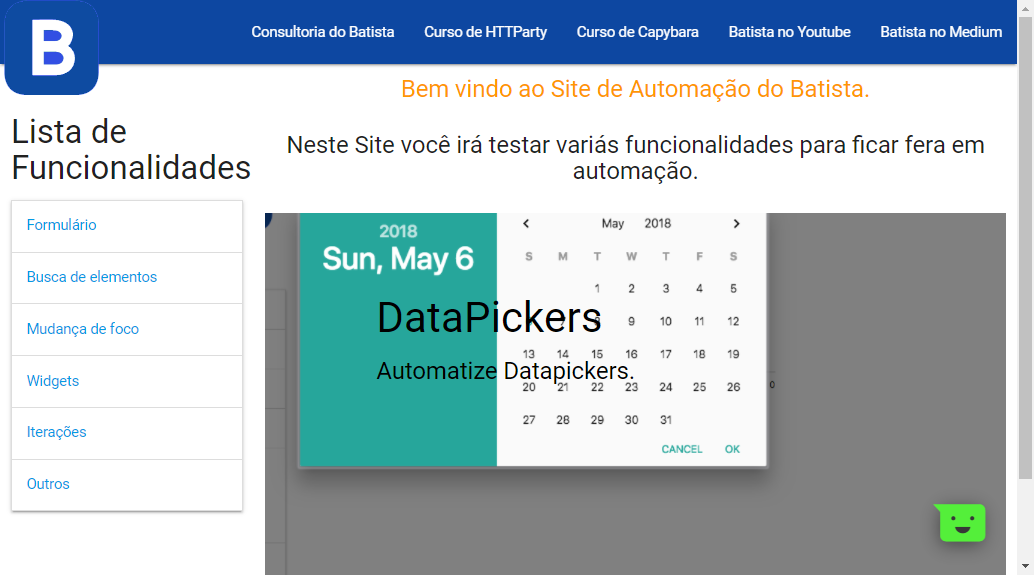 B
Consultoria do Batista Curso de HTTParty Curso de Capybara Batista no Youtube Batista no Medium
Bem vindo ao Site de Automação do Batista.
Lista de
Funcionalidades
Neste Site você irá testar variás funcionalidades para ficar fera em
automação.
Formulário
Busca de elementos
Mudança de foco
Widgets
Iterações
Outros
2018
Sun, May 6
May 2018
S M T W T F S
1 2 3 4 5
DataPickers
7 8 9 10 11 12
13 14 15 16 17 18 19
Automatize Datapickers.
20 21 22 23 24 25 26
27 28 29 30 31
CANCEL OK